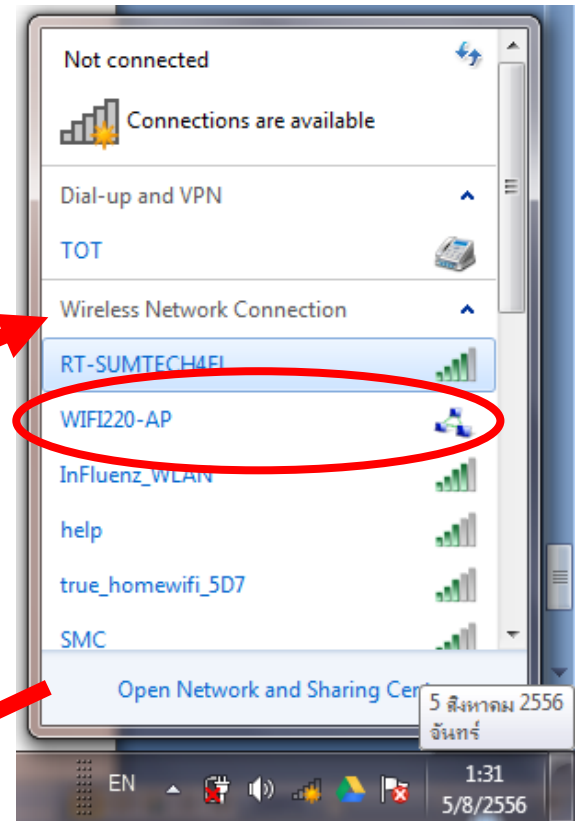 Not connected
Connections are available
Dial-up and VPN
TOT
Wireless Network Connection
RT-SUMTECH4FL
WIFI220-AP
InFluenz_WLAN
help
true_homewifi_5D7
SMC
Open Network and Sharing Cen
5 สิงหาคม 2556
จันทร์
EN
1:31
5/8/2556